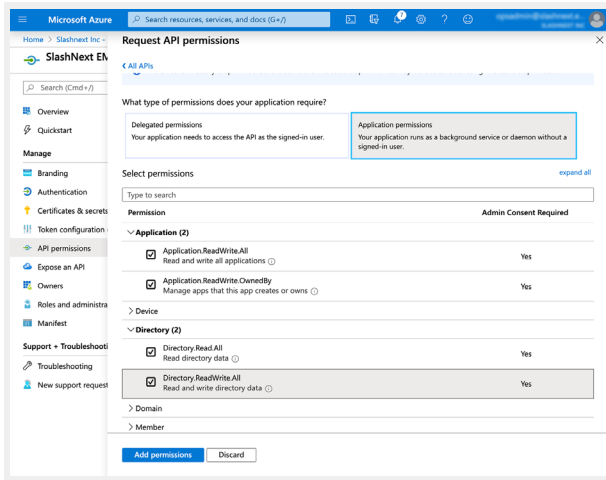 Microsoft Azure
Search resources, services, and docs (G+/)
7
?
Home > Slashnext Inc -
SlashNext EM
Search (Cmd+/)
Overview
Quickstart
Manage
Branding
Authentication
Certificates & secrets
Token configuration
API permissions
Expose an API
Owners
Roles and administra
Manifest
Support + Troubleshooti
Troubleshooting
New support request
Request API permissions
All APIs
What type of permissions does your application require?
Delegated permissions
Your application needs to access the API as the signed-in user.
Application permissions
Your application runs as a background service or daemon without a
signed-in user.
Select permissions
expand all
Type to search
Permission
Admin Consent Required
Application (2)
Application.ReadWrite.All
Read and write all applications
Yes
Application.ReadWrite.OwnedBy
Manage apps that this app creates or owns
Yes
Device
Directory (2)
Directory.Read.All
Read directory data
Yes
Directory.ReadWrite.All
Read and write directory data
Yes
Domain
Member
Add permissions
Discard